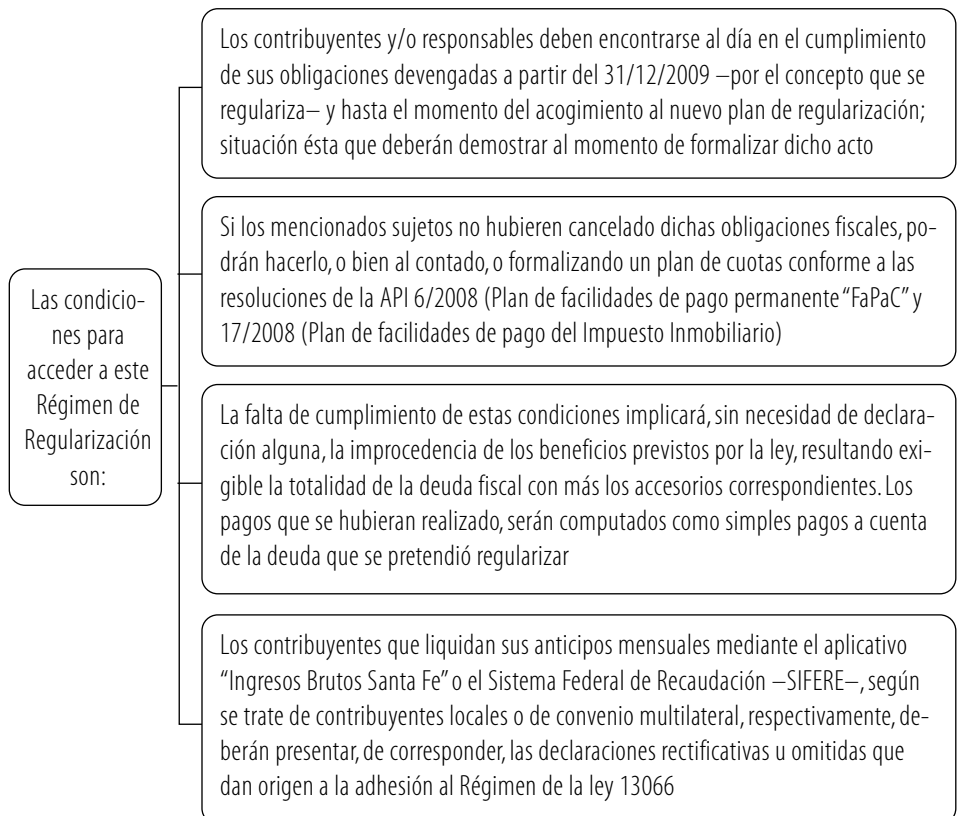 Las condicio-
nes para
acceder a este
Régimen de
Regularización
son:
Los contribuyentes y/o responsables deben encontrarse al día en el cumplimiento
de sus obligaciones devengadas a partir del 31/12/2009 –por el concepto que se
regulariza– y hasta el momento del acogimiento al nuevo plan de regularización;
situación ésta que deberán demostrar al momento de formalizar dicho acto
Si los mencionados sujetos no hubieren cancelado dichas obligaciones fiscales, po-
drán hacerlo, o bien al contado, o formalizando un plan de cuotas conforme a las
resoluciones de la API 6/2008 (Plan de facilidades de pago permanente “FaPaC” y
17/2008 (Plan de facilidades de pago del Impuesto Inmobiliario)
La falta de cumplimiento de estas condiciones implicará, sin necesidad de declara-
ción alguna, la improcedencia de los beneficios previstos por la ley, resultando exi-
gible la totalidad de la deuda fiscal con más los accesorios correspondientes. Los
pagos que se hubieran realizado, serán computados como simples pagos a cuenta
de la deuda que se pretendió regularizar
Los contribuyentes que liquidan sus anticipos mensuales mediante el aplicativo
“Ingresos Brutos Santa Fe” o el Sistema Federal de Recaudación –SIFERE–, según
se trate de contribuyentes locales o de convenio multilateral, respectivamente, de-
berán presentar, de corresponder, las declaraciones rectificativas u omitidas que
dan origen a la adhesión al Régimen de la ley 13066